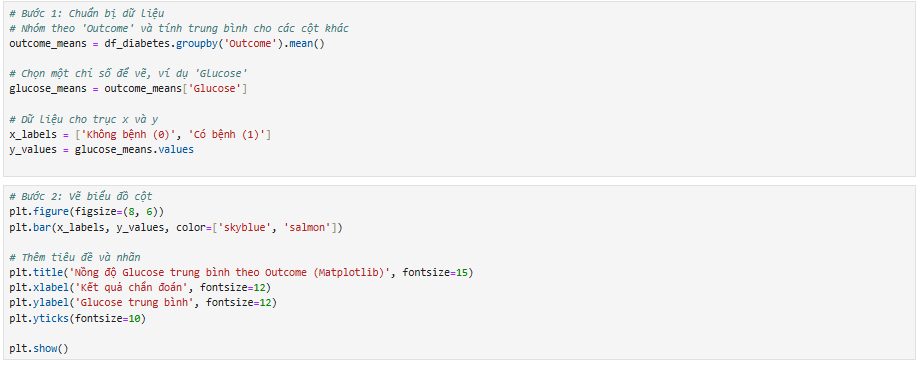 # Bước 1: Chuẩn bị dữ liệu
# Nhóm theo 'Outcome' và tính trung bình cho các cột khác
outcome_means = df_diabetes.groupby('Outcome').mean()
# Chọn một chỉ số để vẽ, ví dụ 'Glucose'
glucose_means = outcome_means['Glucose']
# Dữ liệu cho trục x và y
x_labels = ['Không bệnh (0)', 'Có bệnh (1)']
y_values = glucose_means.values
# Bước 2: Vẽ biểu đồ cột
plt.figure(figsize=(8, 6))
plt.bar(x_labels, y_values, color=['skyblue', 'salmon'])
# Thêm tiêu đề và nhãn
plt.title('Nồng độ Glucose trung bình theo Outcome (Matplotlib)', fontsize=15)
plt.xlabel('Kết quả chẩn đoán', fontsize=12)
plt.ylabel('Glucose trung bình', fontsize=12)
plt.yticks(fontsize=10)
plt.show()